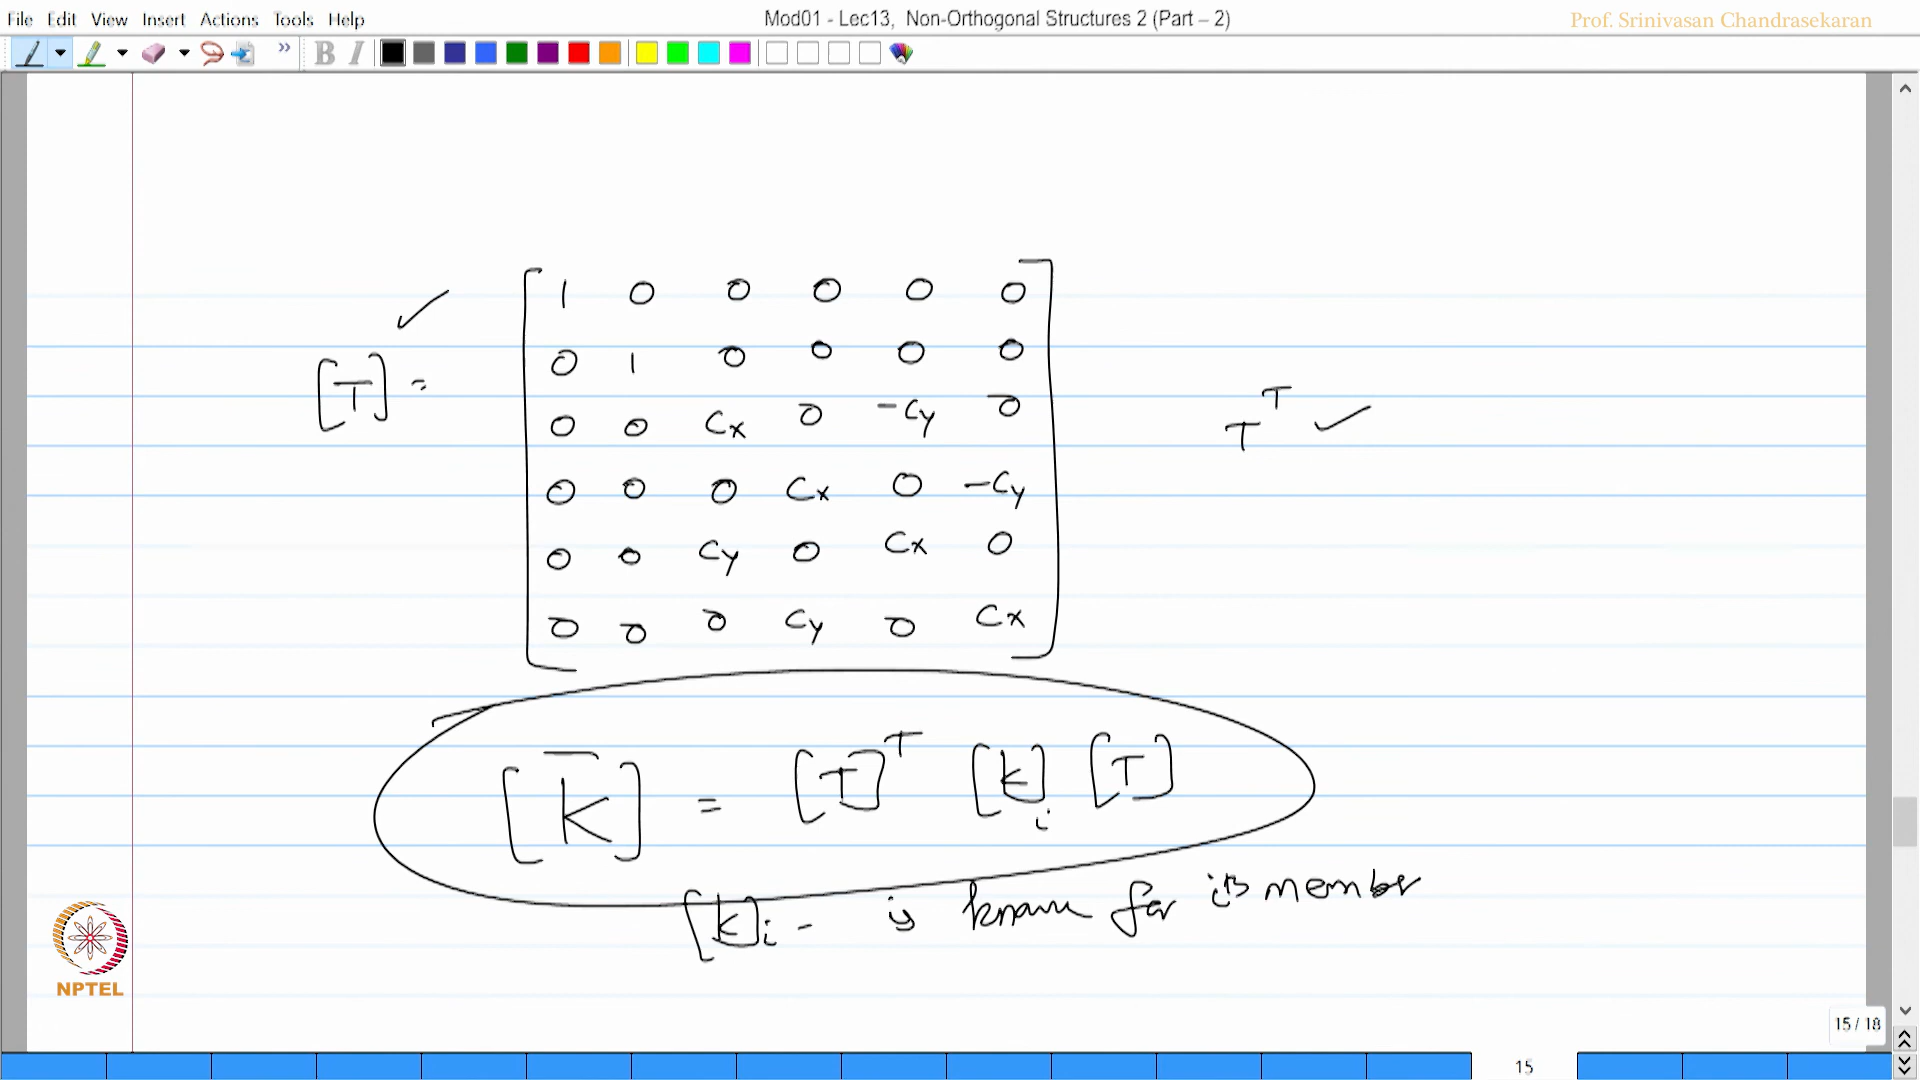 File Edit View Insert Actions Tools Help
Mod01 - Lec13, Non-Orthogonal Structures 2 (Part – 2)
Prof. Srinivasan Chandrasekaran
B I
[T] =
1 0 0 0 0 0
0 1 0 0 0 0
0 0 Cx 0 -Cy 0
0 0 0 Cx 0 -Cy
0 0 Cy 0 Cx 0
0 0 0 Cy 0 Cx
T^T ✓
[K̅] = [T]^T [K]i [T]
[K]i - is known for ith member
NPTEL
15 / 18
15